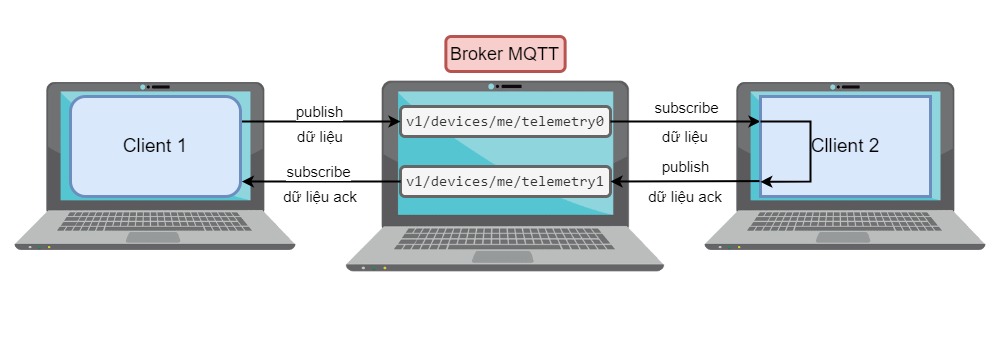 Broker MQTT
Client 1
publish
dữ liệu
v1/devices/me/telemetry0
subscribe
dữ liệu
Cllient 2
subscribe
dữ liệu ack
v1/devices/me/telemetry1
publish
dữ liệu ack